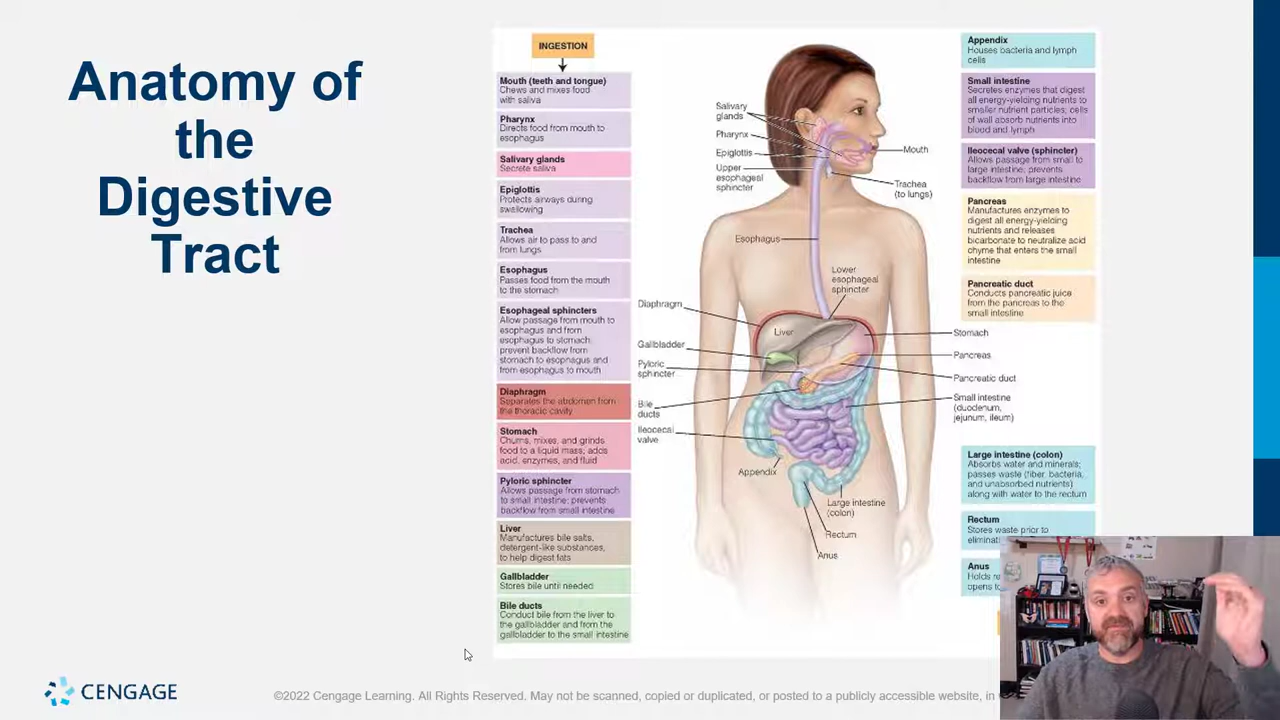 Anatomy of
the
Digestive
Tract
INGESTION
Mouth (teeth and tongue)
Chews and mixes food
with saliva
Pharynx
Directs food from mouth to
esophagus
Salivary glands
Secrete saliva
Epiglottis
Protects airways during
swallowing
Trachea
Allows air to pass to and
from lungs
Esophagus
Passes food from the mouth
to the stomach
Esophageal sphincters
Allow passage from mouth to
esophagus and from
esophagus to stomach;
prevent backflow from
stomach to esophagus and
from esophagus to mouth
Diaphragm
Separates the abdomen from
the thoracic cavity
Stomach
Churns, mixes, and grinds
food to a liquid mass; adds
acid, enzymes, and fluid
Pyloric sphincter
Allows passage from stomach
to small intestine; prevents
backflow from small intestine
Liver
Manufactures bile salts,
detergent-like substances,
to help digest fats
Gallbladder
Stores bile until needed
Bile ducts
Conduct bile from the liver to
the gallbladder and from the
gallbladder to the small intestine
Salivary
glands
Pharynx
Epiglottis
Upper
esophageal
sphincter
Mouth
Trachea
(to lungs)
Esophagus
Lower
esophageal
sphincter
Diaphragm
Liver
Gallbladder
Pyloric
sphincter
Bile
ducts
Ileocecal
valve
Appendix
Stomach
Pancreas
Pancreatic duct
Small intestine
(duodenum,
jejunum, ileum)
Large intestine
(colon)
Rectum
Anus
Appendix
Houses bacteria and lymph
cells
Small intestine
Secretes enzymes that digest
all energy-yielding nutrients to
smaller nutrient particles; cells
of wall absorb nutrients into
blood and lymph
Ileocecal valve (sphincter)
Allows passage from small to
large intestine; prevents
backflow from large intestine
Pancreas
Manufactures enzymes to
digest all energy-yielding
nutrients and releases
bicarbonate to neutralize acid
chyme that enters the small
intestine
Pancreatic duct
Conducts pancreatic juice
from the pancreas to the
small intestine
Large intestine (colon)
Absorbs water and minerals;
passes waste (fiber, bacteria,
and unabsorbed nutrients)
along with water to the rectum
Rectum
Stores waste prior to
Anus
Holds
opens
CENGAGE
©2022 Cengage Learning. All Rights Reserved. May not be scanned, copied or duplicated, or posted to a publicly accessible website, in